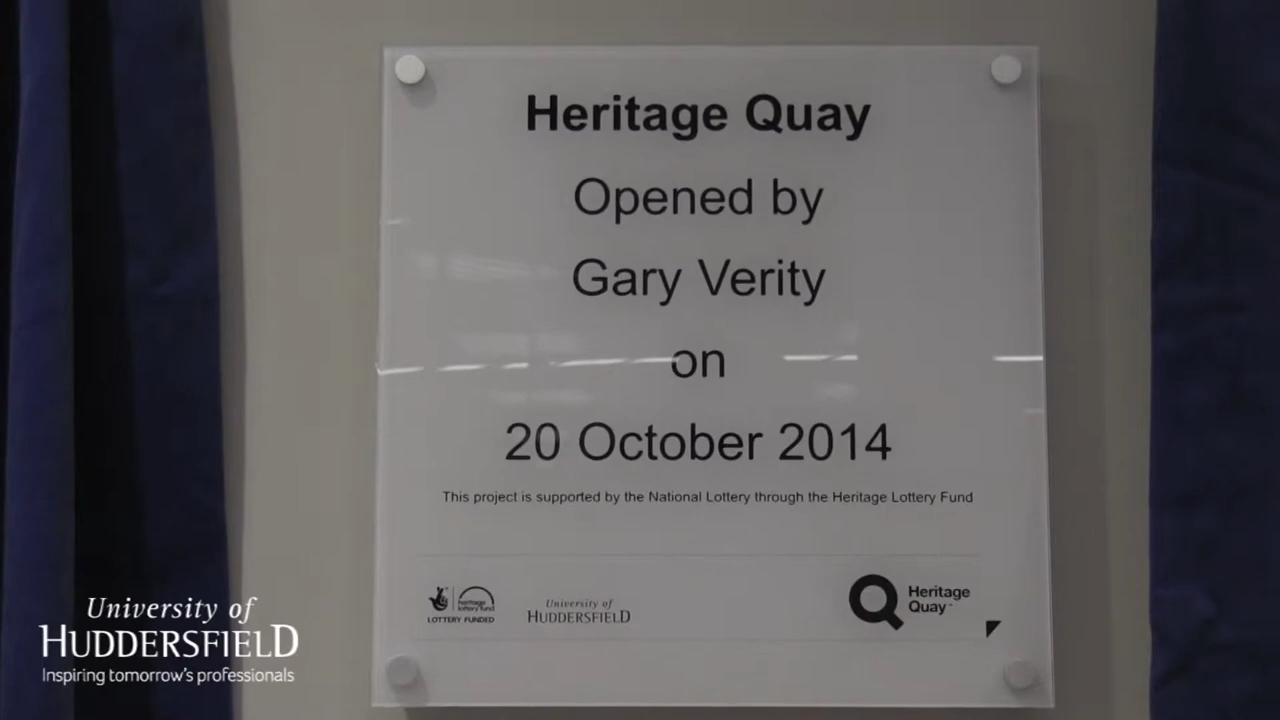 Heritage Quay
Opened by
Gary Verity
on
20 October 2014
This project is supported by the National Lottery through the Heritage Lottery Fund
heritage
lottery fund
LOTTERY FUNDED
University of
HUDDERSFIELD
Heritage
Quay™
University of
HUDDERSFIELD
Inspiring tomorrow's professionals